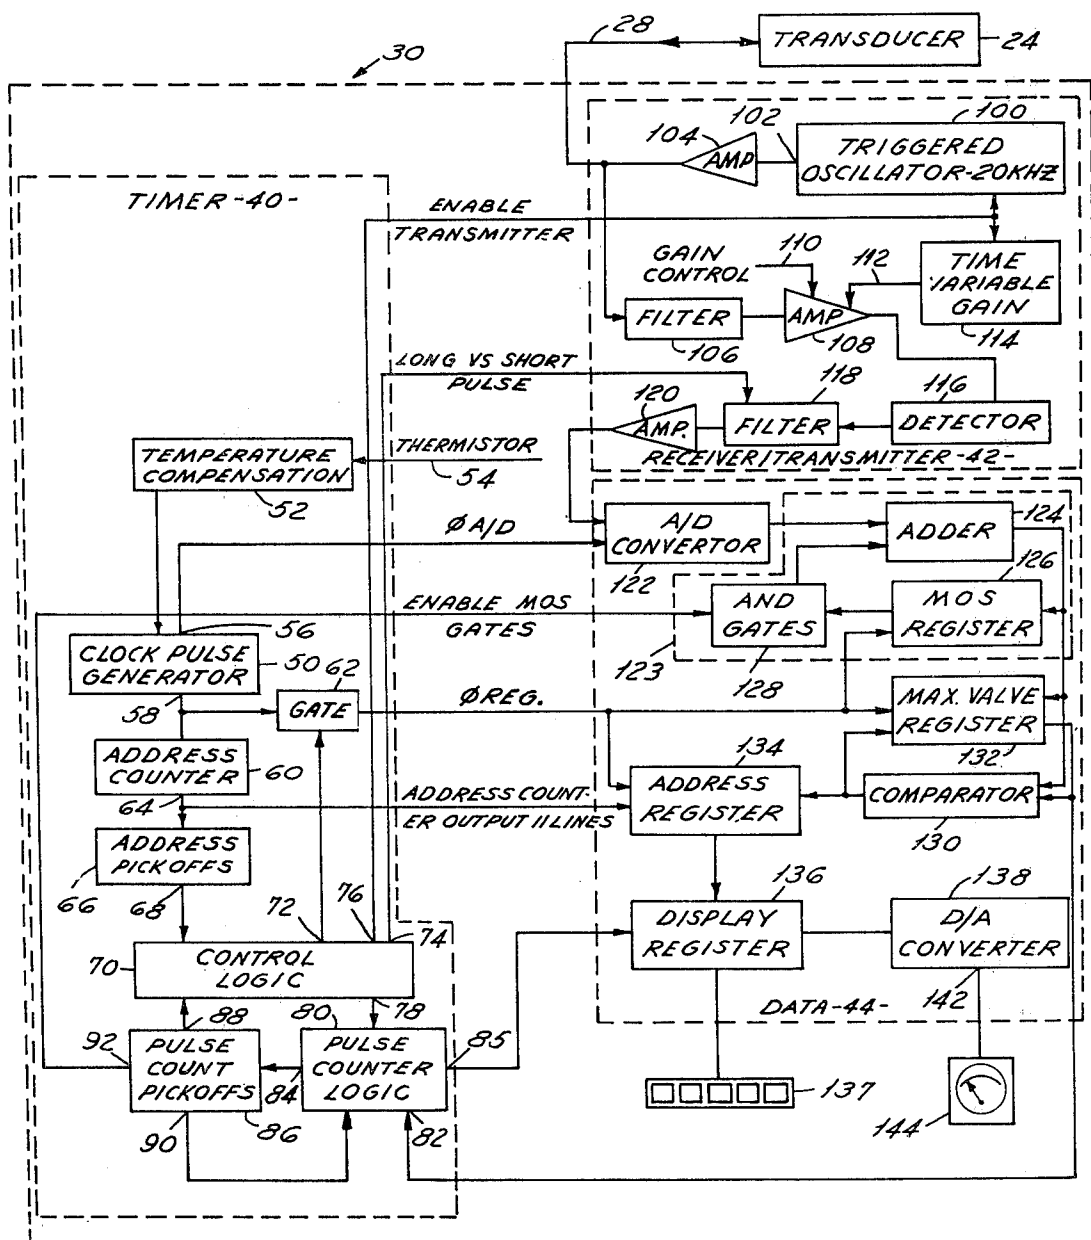 28
TRANSDUCER
24
30
102
100
104
AMP
TRIGGERED
OSCILLATOR-20KHZ
TIMER-40-
ENABLE
TRANSMITTER
GAIN
CONTROL
110
112
TIME
VARIABLE
GAIN
FILTER
AMP
106
108
114
LONG VS SHORT
PULSE
120
118
116
AMP.
FILTER
DETECTOR
RECEIVER/TRANSMITTER-42-
TEMPERATURE
COMPENSATION
THERMISTOR
52
54
ØA/D
A/D
CONVERTOR
122
ADDER
124
126
ENABLE MOS
GATES
AND
GATES
MOS
REGISTER
123
128
56
CLOCK PULSE
GENERATOR
50
62
58
GATE
ØREG.
MAX. VALVE
REGISTER
132
ADDRESS
COUNTER
60
134
64
ADDRESS COUNT-
ER OUTPUT 11 LINES
ADDRESS
REGISTER
COMPARATOR
130
ADDRESS
PICKOFFS
66
68
72
76
74
136
138
DISPLAY
REGISTER
D/A
CONVERTER
70
CONTROL
LOGIC
142
DATA-44-
88
80
78
92
PULSE
COUNT
PICKOFFS
84
PULSE
COUNTER
LOGIC
85
90
86
82
137
144